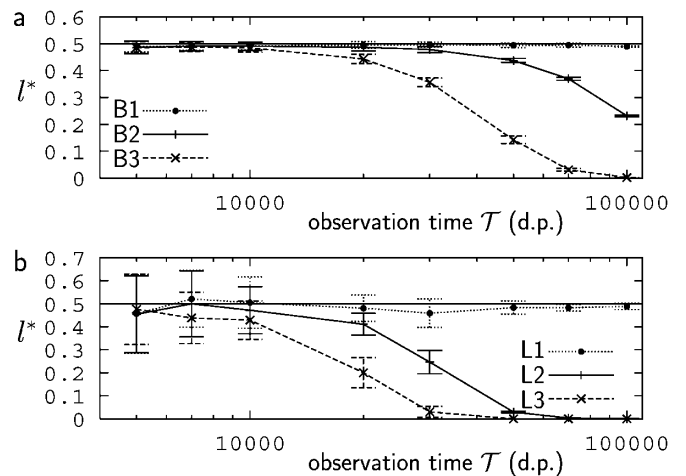 a
0.6
0.5
0.4
l*
0.3
0.2
0.1
0
B1
B2
B3
10000
100000
observation time T (d.p.)
b
0.7
0.6
0.5
0.4
l*
0.3
0.2
0.1
0
L1
L2
L3
10000
100000
observation time T (d.p.)